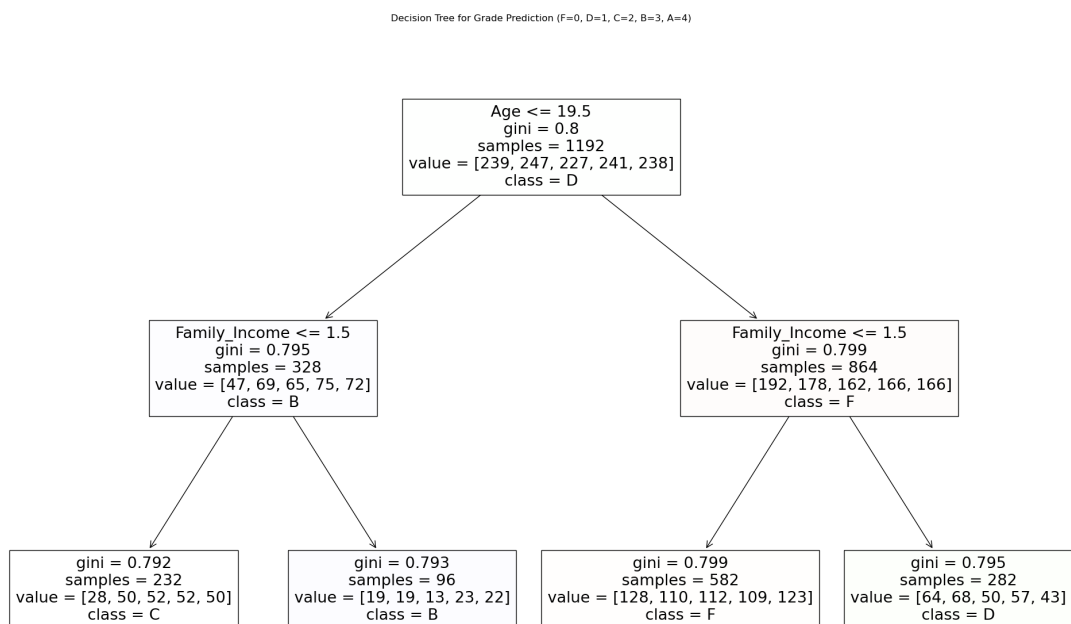 Decision Tree for Grade Prediction (F=0, D=1, C=2, B=3, A=4)
Age <= 19.5
gini = 0.8
samples = 1192
value = [239, 247, 227, 241, 238]
class = D
Family_Income <= 1.5
gini = 0.795
samples = 328
value = [47, 69, 65, 75, 72]
class = B
Family_Income <= 1.5
gini = 0.799
samples = 864
value = [192, 178, 162, 166, 166]
class = F
gini = 0.792
samples = 232
value = [28, 50, 52, 52, 50]
class = C
gini = 0.793
samples = 96
value = [19, 19, 13, 23, 22]
class = B
gini = 0.799
samples = 582
value = [128, 110, 112, 109, 123]
class = F
gini = 0.795
samples = 282
value = [64, 68, 50, 57, 43]
class = D